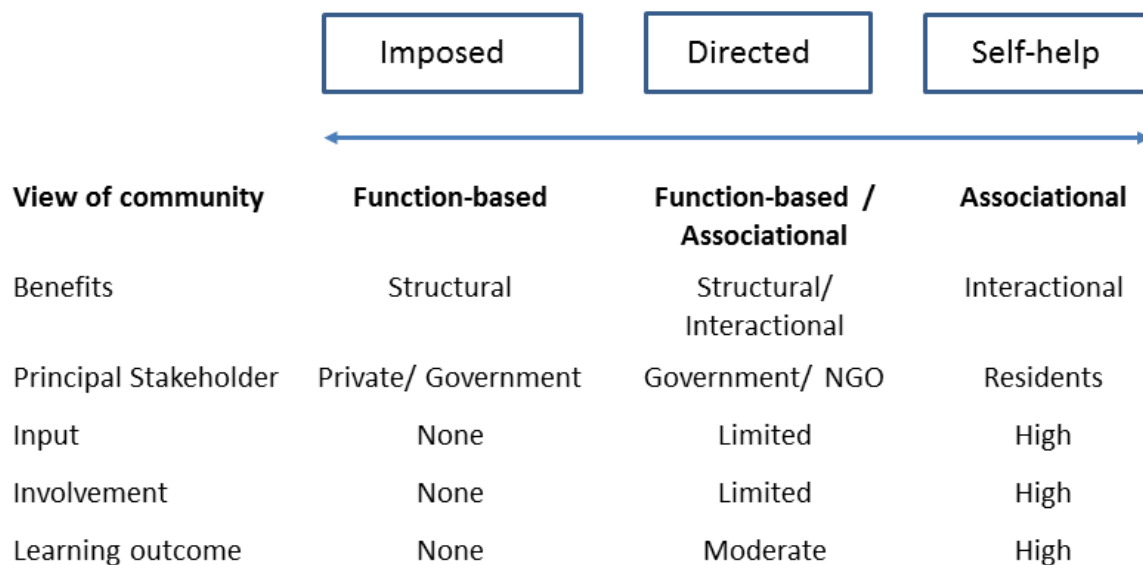 Imposed Directed Self-help
View of community Function-based Function-based / Associational
Associational
Benefits Structural Structural/ Interactional
Interactional
Principal Stakeholder Private/ Government Government/ NGO Residents
Input None Limited High
Involvement None Limited High
Learning outcome None Moderate High